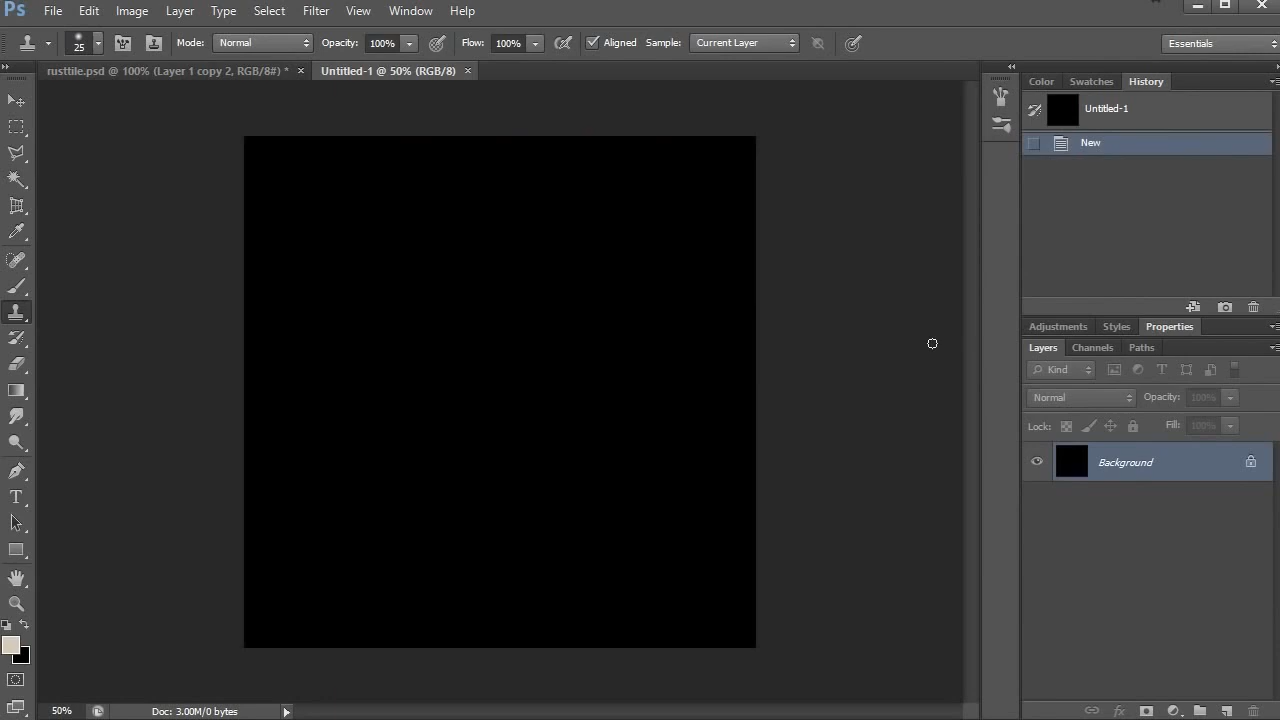 Ps File Edit Image Layer Type Select Filter View Window Help
25 Mode: Normal Opacity: 100% Flow: 100% Aligned Sample: Current Layer Essentials
rusttile.psd @ 100% (Layer 1 copy 2, RGB/8#) * × Untitled-1 @ 50% (RGB/8) ×
Color Swatches History
Untitled-1
New
Adjustments Styles Properties
Layers Channels Paths
Kind
Normal Opacity: 100%
Lock: Fill: 100%
Background
T
50% Doc: 3.00M/0 bytes
fx